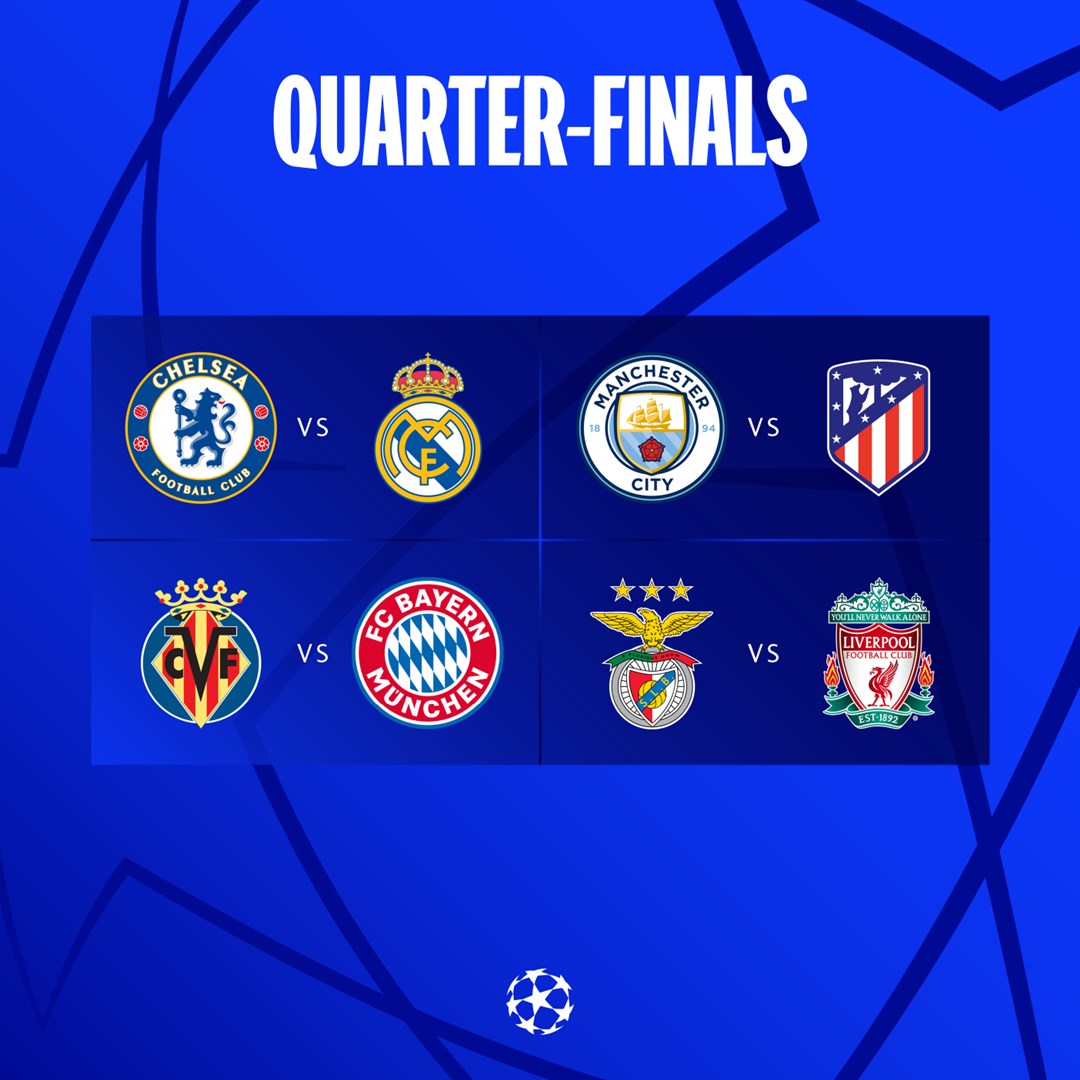 QUARTER-FINALS
CHELSEA
FOOTBALL CLUB
VS
MANCHESTER
18 94
CITY
VS
CVF
VS
FC BAYERN
MÜNCHEN
SLB
VS
YOU'LL NEVER WALK ALONE
LIVERPOOL
FOOTBALL CLUB
EST·1892